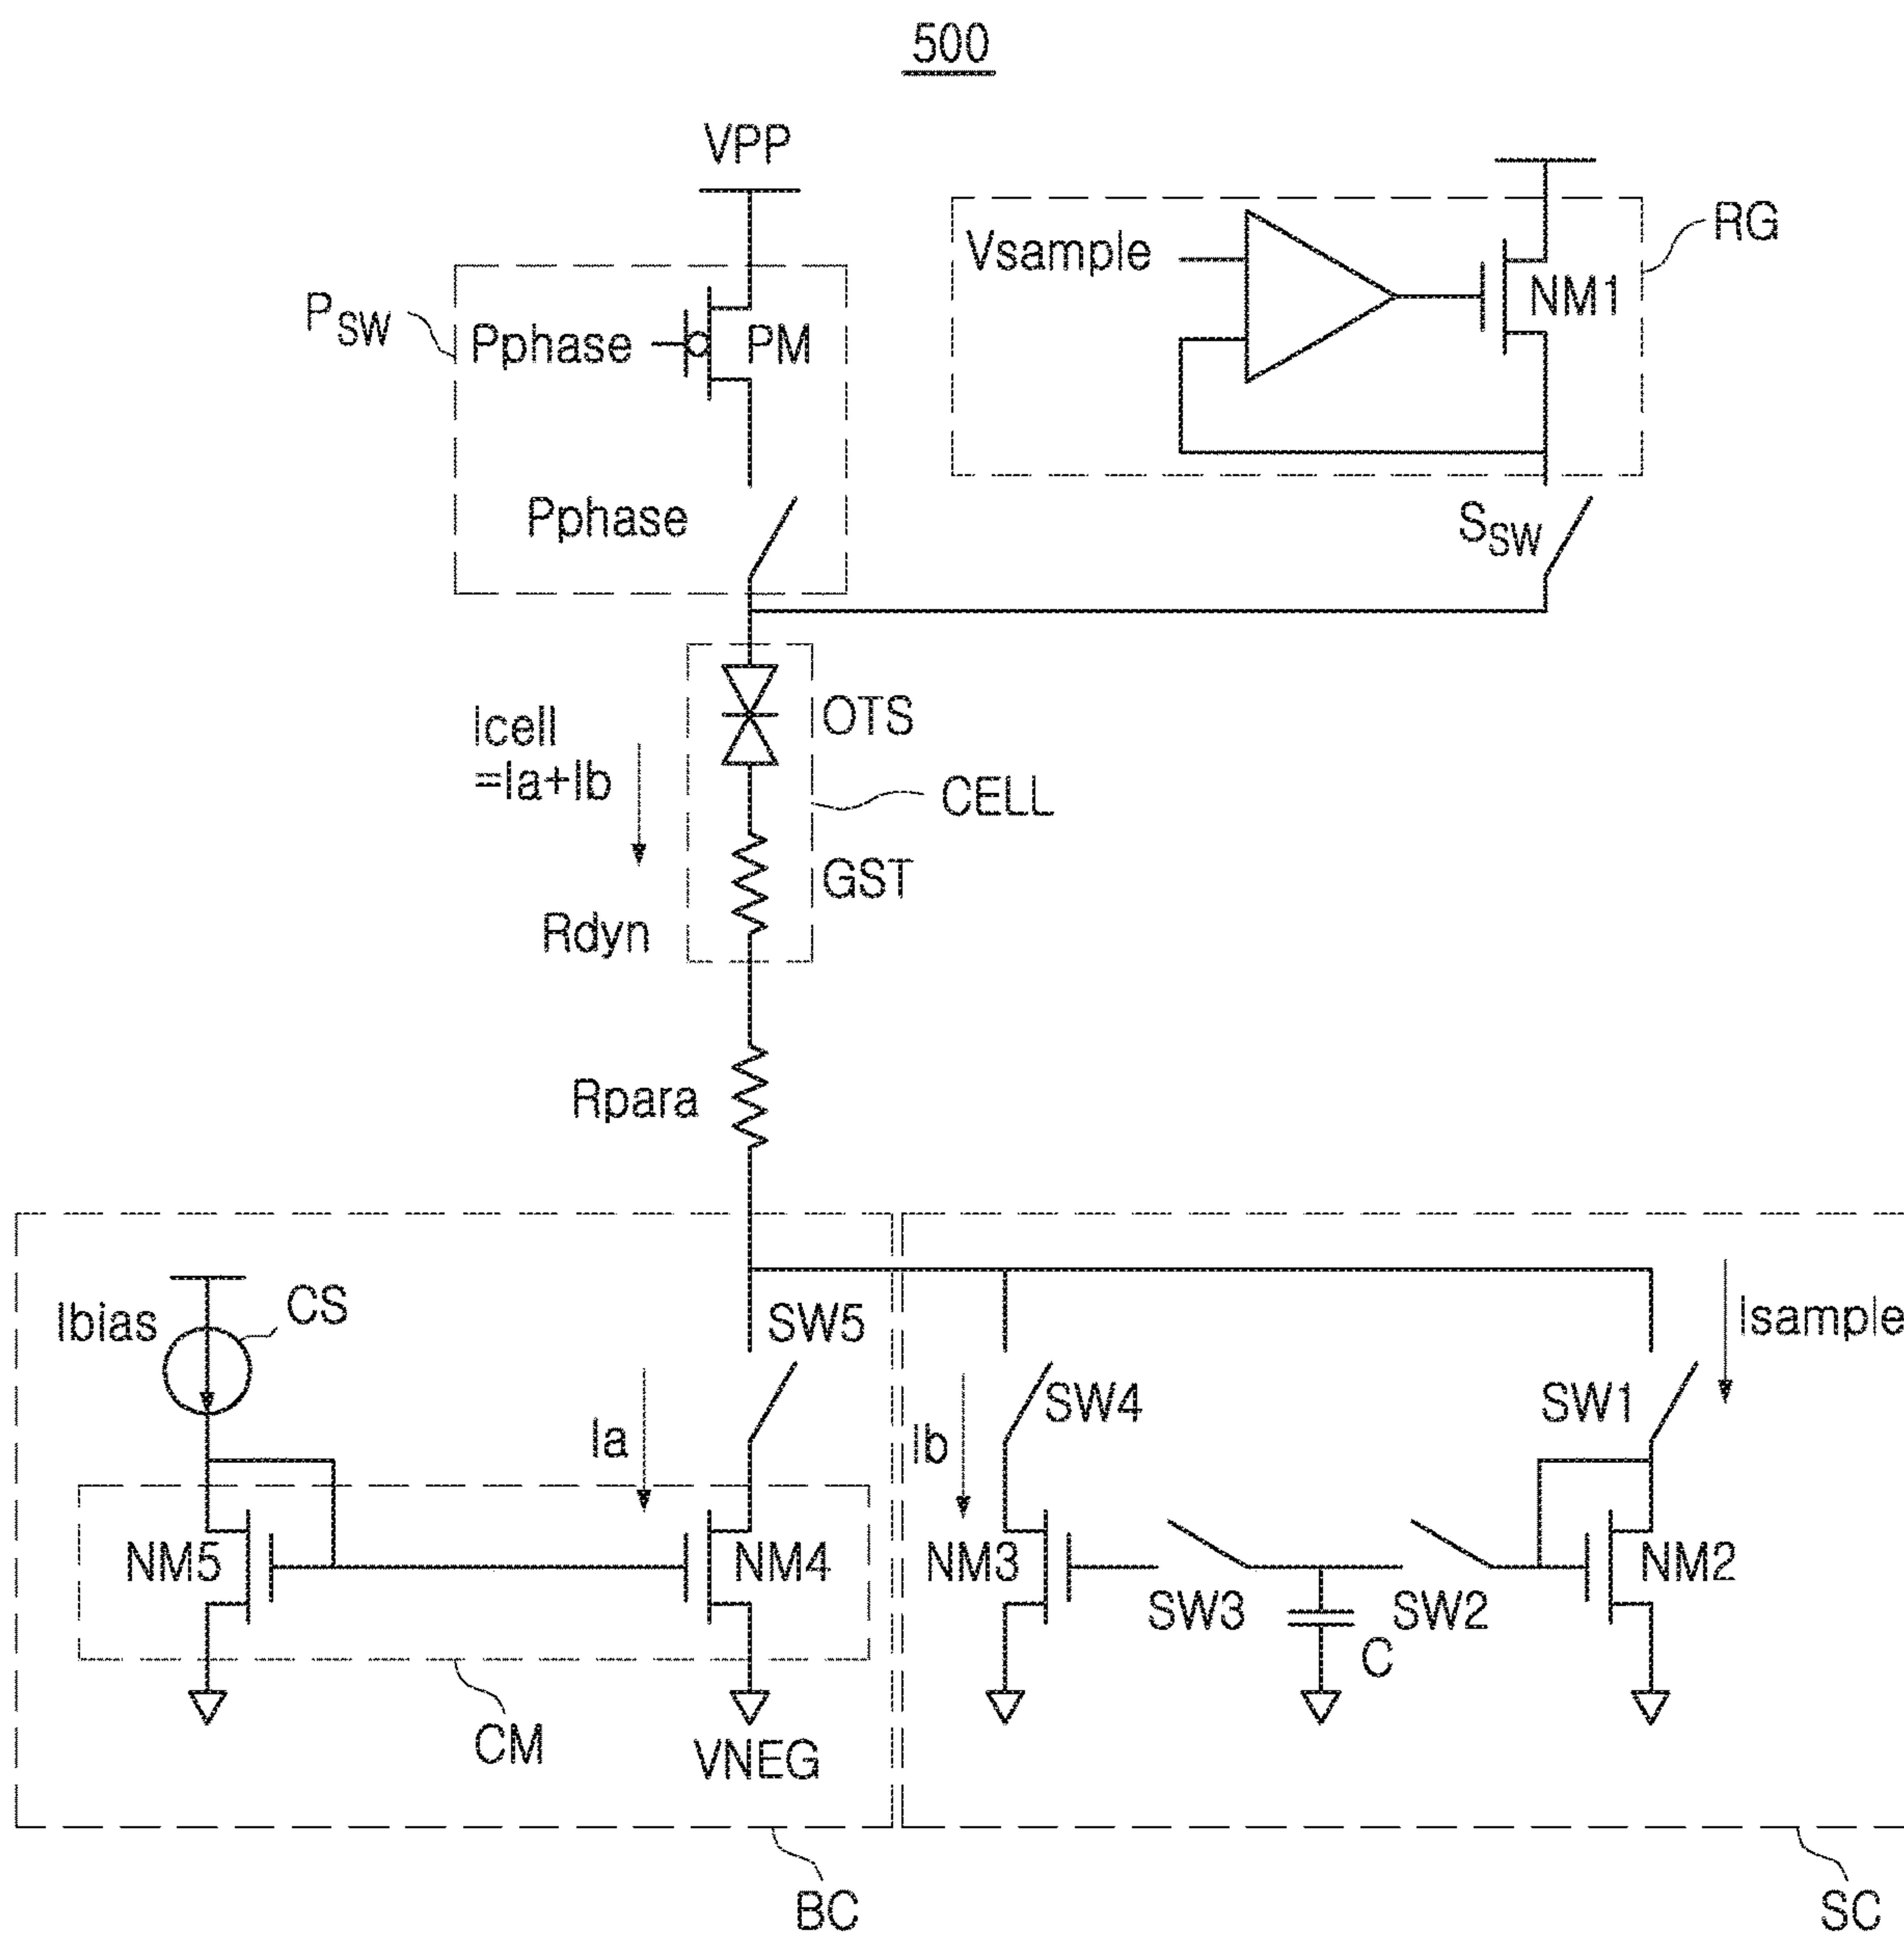 500
VPP
Vsample
NM1
RG
PSW
Pphase
PM
Pphase
SSW
Icell
=Ia+Ib
OTS
CELL
GST
Rdyn
Rpara
Ibias
CS
SW5
Isample
Ia
Ib
SW4
SW1
NM5
NM4
NM3
SW3
SW2
NM2
C
CM
VNEG
BC
SC